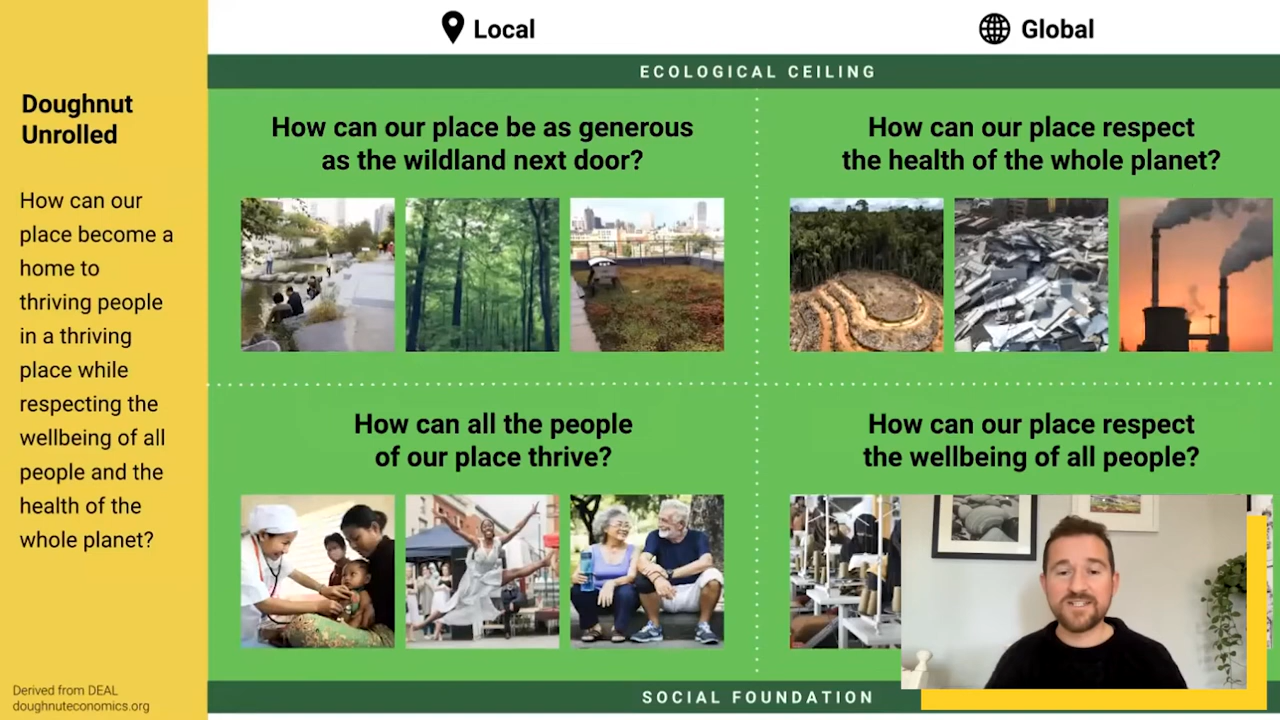 Local
Global
ECOLOGICAL CEILING
Doughnut
Unrolled
How can our
place become a
home to
thriving people
in a thriving
place while
respecting the
wellbeing of all
people and the
health of the
whole planet?
Derived from DEAL
doughnuteconomics.org
How can our place be as generous
as the wildland next door?
How can our place respect
the health of the whole planet?
How can all the people
of our place thrive?
How can our place respect
the wellbeing of all people?
SOCIAL FOUNDATION